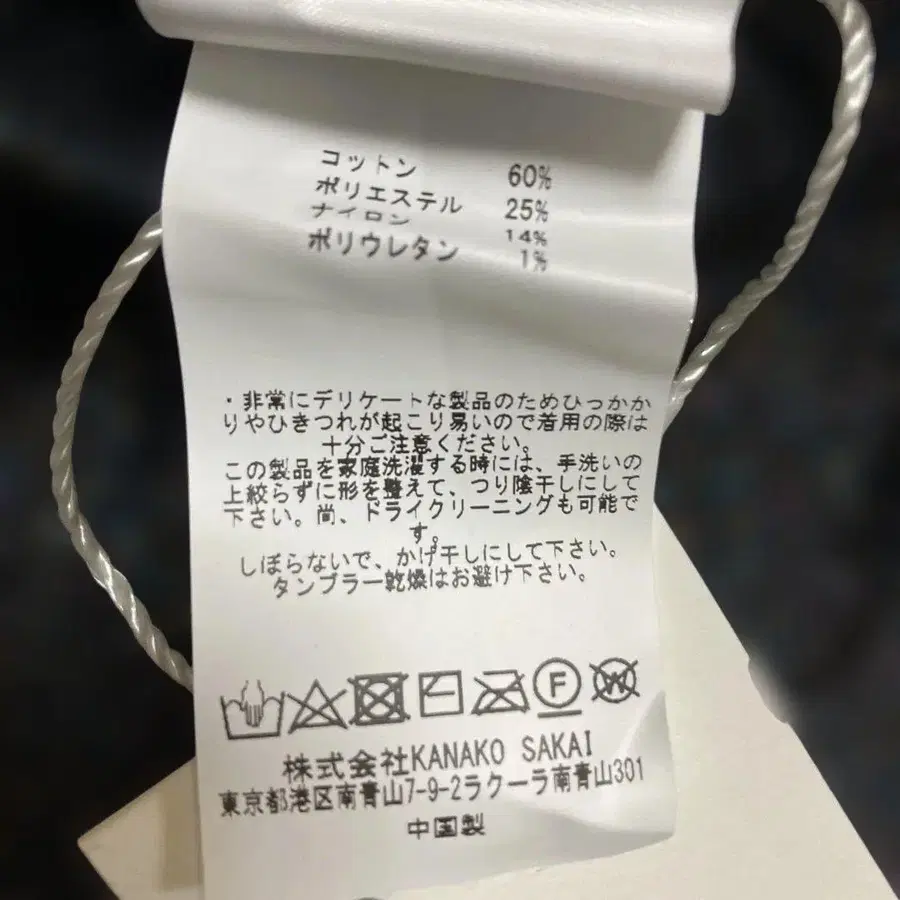 コットン 60%
ポリエステル 25%
ナイロン 14%
ポリウレタン 1%
・非常にデリケートな製品のためひっかか
りやひきつれが起こり易いので着用の際は
十分ご注意ください。
この製品を家庭洗濯する時には、手洗いの
上絞らずに形を整えて、つり陰干しにして
下さい。尚、ドライクリーニングも可能で
す。
しぼらないで、かげ干しにして下さい。
タンブラー乾燥はお避け下さい。
F W
株式会社KANAKO SAKAI
東京都港区南青山7-9-2ラクーラ南青山301
中国製